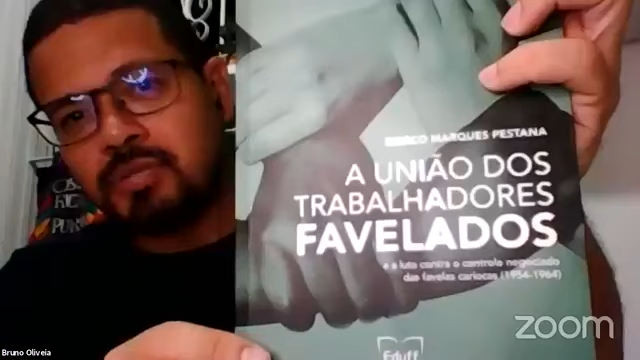 MARQUES PESTANA
A UNIÃO DOS
TRABALHADORES
FAVELADOS
e a luta contra o controle negociado
das favelas cariocas (1954-1964)
Eduff
Bruno Oliveia
zoom